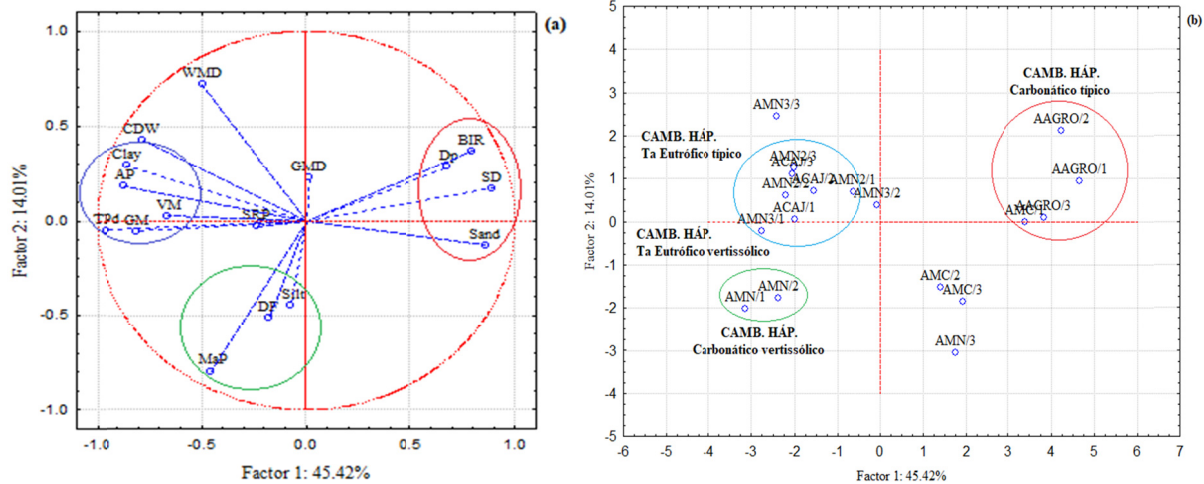 (a)
1.0
0.5
0.0
-0.5
-1.0
Factor 2: 14.01%
WMD
CDW
Clay
AP
VM
TPd
GM
SRP
GMD
BIR
Dp
SD
Sand
Silt
DF
MaP
-1.0 -0.5 0.0 0.5 1.0
Factor 1: 45.42%
(b)
5
4
3
2
1
0
-1
-2
-3
-4
-5
Factor 2: 14.01%
CAMB. HÁP.
Carbonático típico
AMN3/3
AAGRO/2
CAMB. HÁP.
Ta Eutrófico típico
AMN2/3
ACAJ/3
ACAJ/2
AMN2/1
AMN2/2
AMN3/2
AAGRO/1
ACAJ/1
AMN3/1
AMC/1
AAGRO/3
CAMB. HÁP.
Ta Eutrófico vertissólico
AMN/2
AMN/1
AMC/2
AMC/3
CAMB. HÁP.
Carbonático vertissólico
AMN/3
-6 -5 -4 -3 -2 -1 0 1 2 3 4 5 6 7
Factor 1: 45.42%